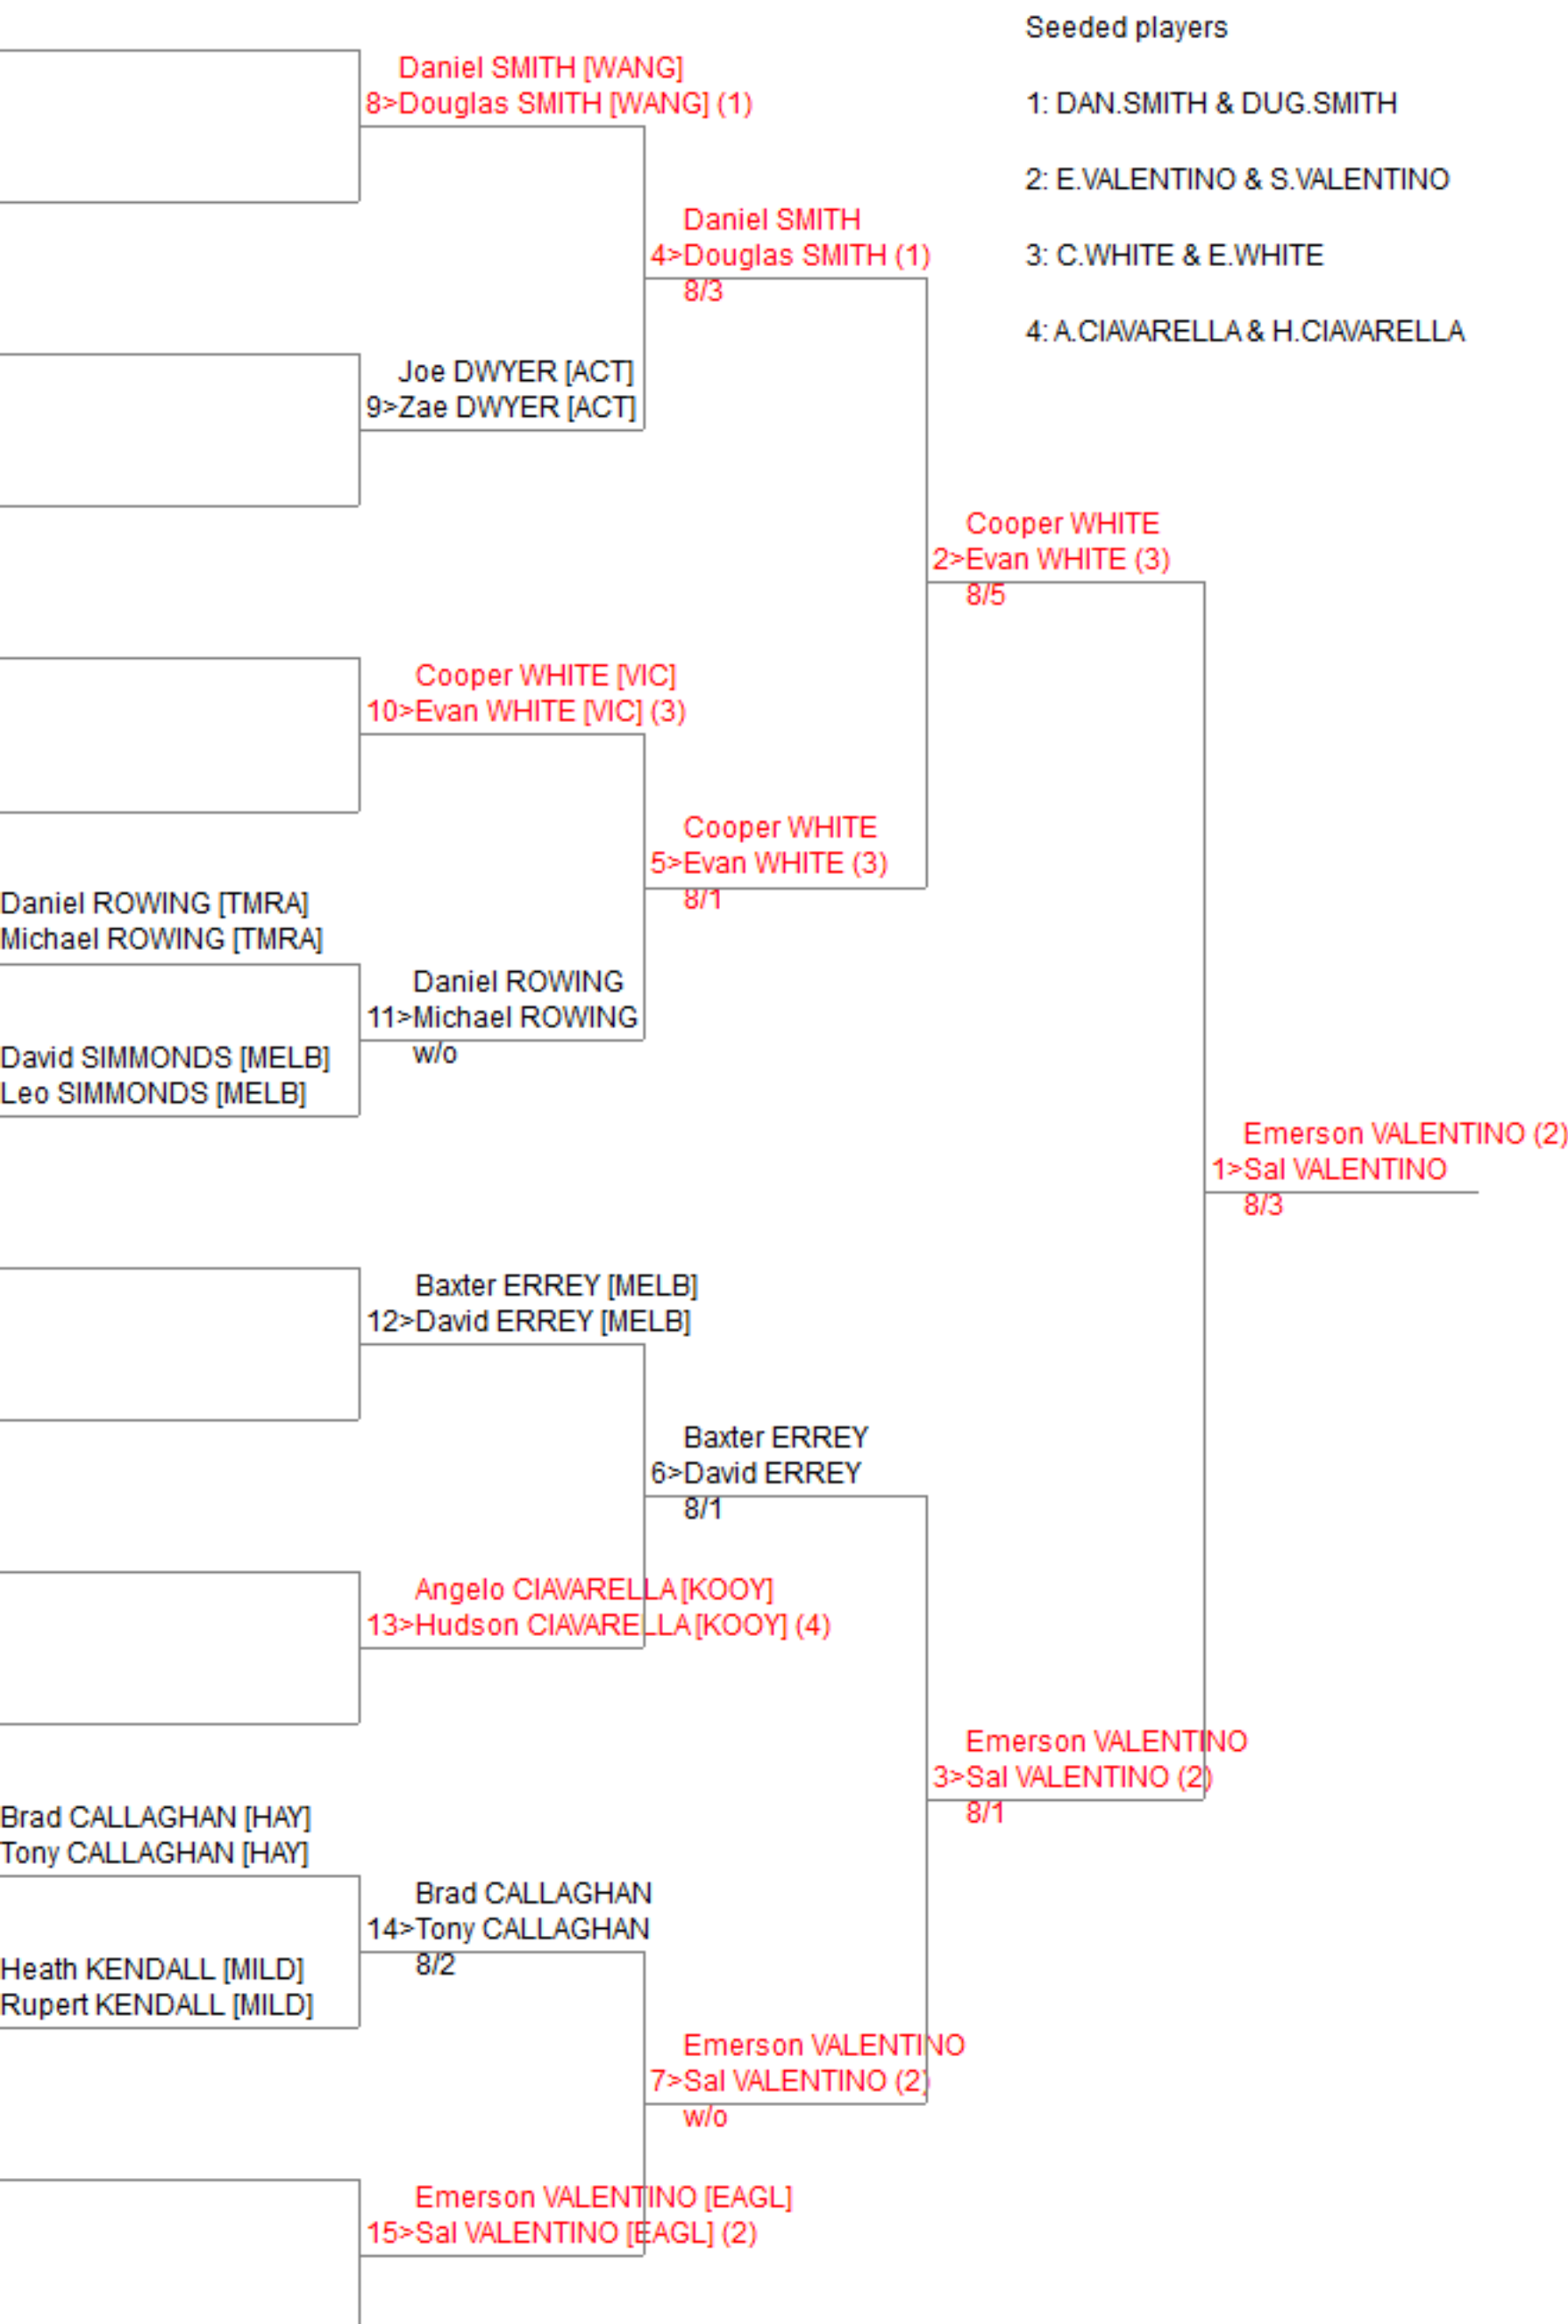 Seeded players
1: DAN.SMITH & DUG.SMITH
2: E.VALENTINO & S.VALENTINO
3: C.WHITE & E.WHITE
4: A.CIAVARELLA & H.CIAVARELLA
Daniel SMITH [WANG]
8>Douglas SMITH [WANG] (1)
Daniel SMITH
4>Douglas SMITH (1)
8/3
Joe DWYER [ACT]
9>Zae DWYER [ACT]
Cooper WHITE
2>Evan WHITE (3)
8/5
Cooper WHITE [VIC]
10>Evan WHITE [VIC] (3)
Cooper WHITE
5>Evan WHITE (3)
8/1
Daniel ROWING [TMRA]
Michael ROWING [TMRA]
Daniel ROWING
11>Michael ROWING
w/o
David SIMMONDS [MELB]
Leo SIMMONDS [MELB]
Emerson VALENTINO (2)
1>Sal VALENTINO
8/3
Baxter ERREY [MELB]
12>David ERREY [MELB]
Baxter ERREY
6>David ERREY
8/1
Angelo CIAVARELLA [KOOY]
13>Hudson CIAVARELLA [KOOY] (4)
Emerson VALENTINO
3>Sal VALENTINO (2)
8/1
Brad CALLAGHAN [HAY]
Tony CALLAGHAN [HAY]
Brad CALLAGHAN
14>Tony CALLAGHAN
8/2
Heath KENDALL [MILD]
Rupert KENDALL [MILD]
Emerson VALENTINO
7>Sal VALENTINO (2)
w/o
Emerson VALENTINO [EAGL]
15>Sal VALENTINO [EAGL] (2)